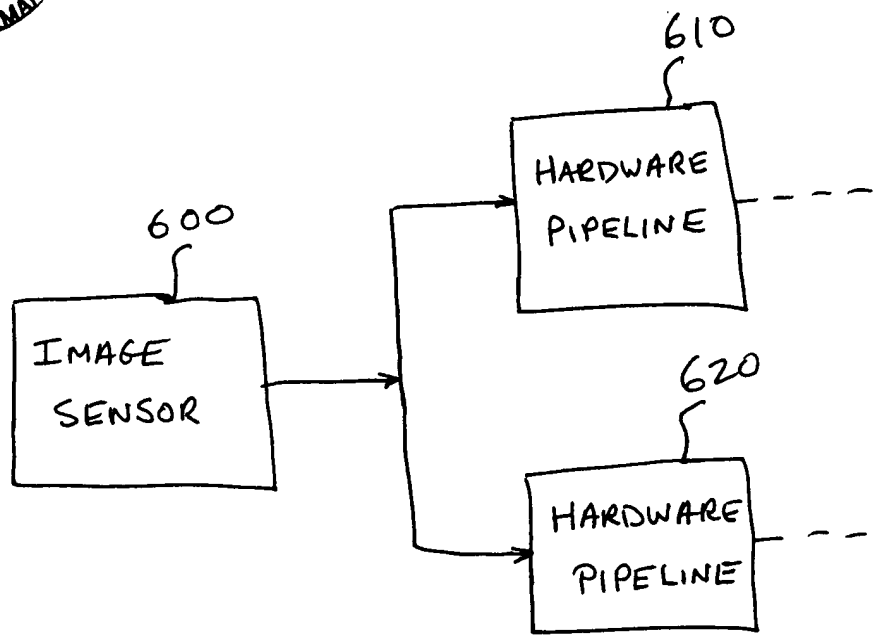 610
HARDWARE
PIPELINE
600
IMAGE
SENSOR
620
HARDWARE
PIPELINE